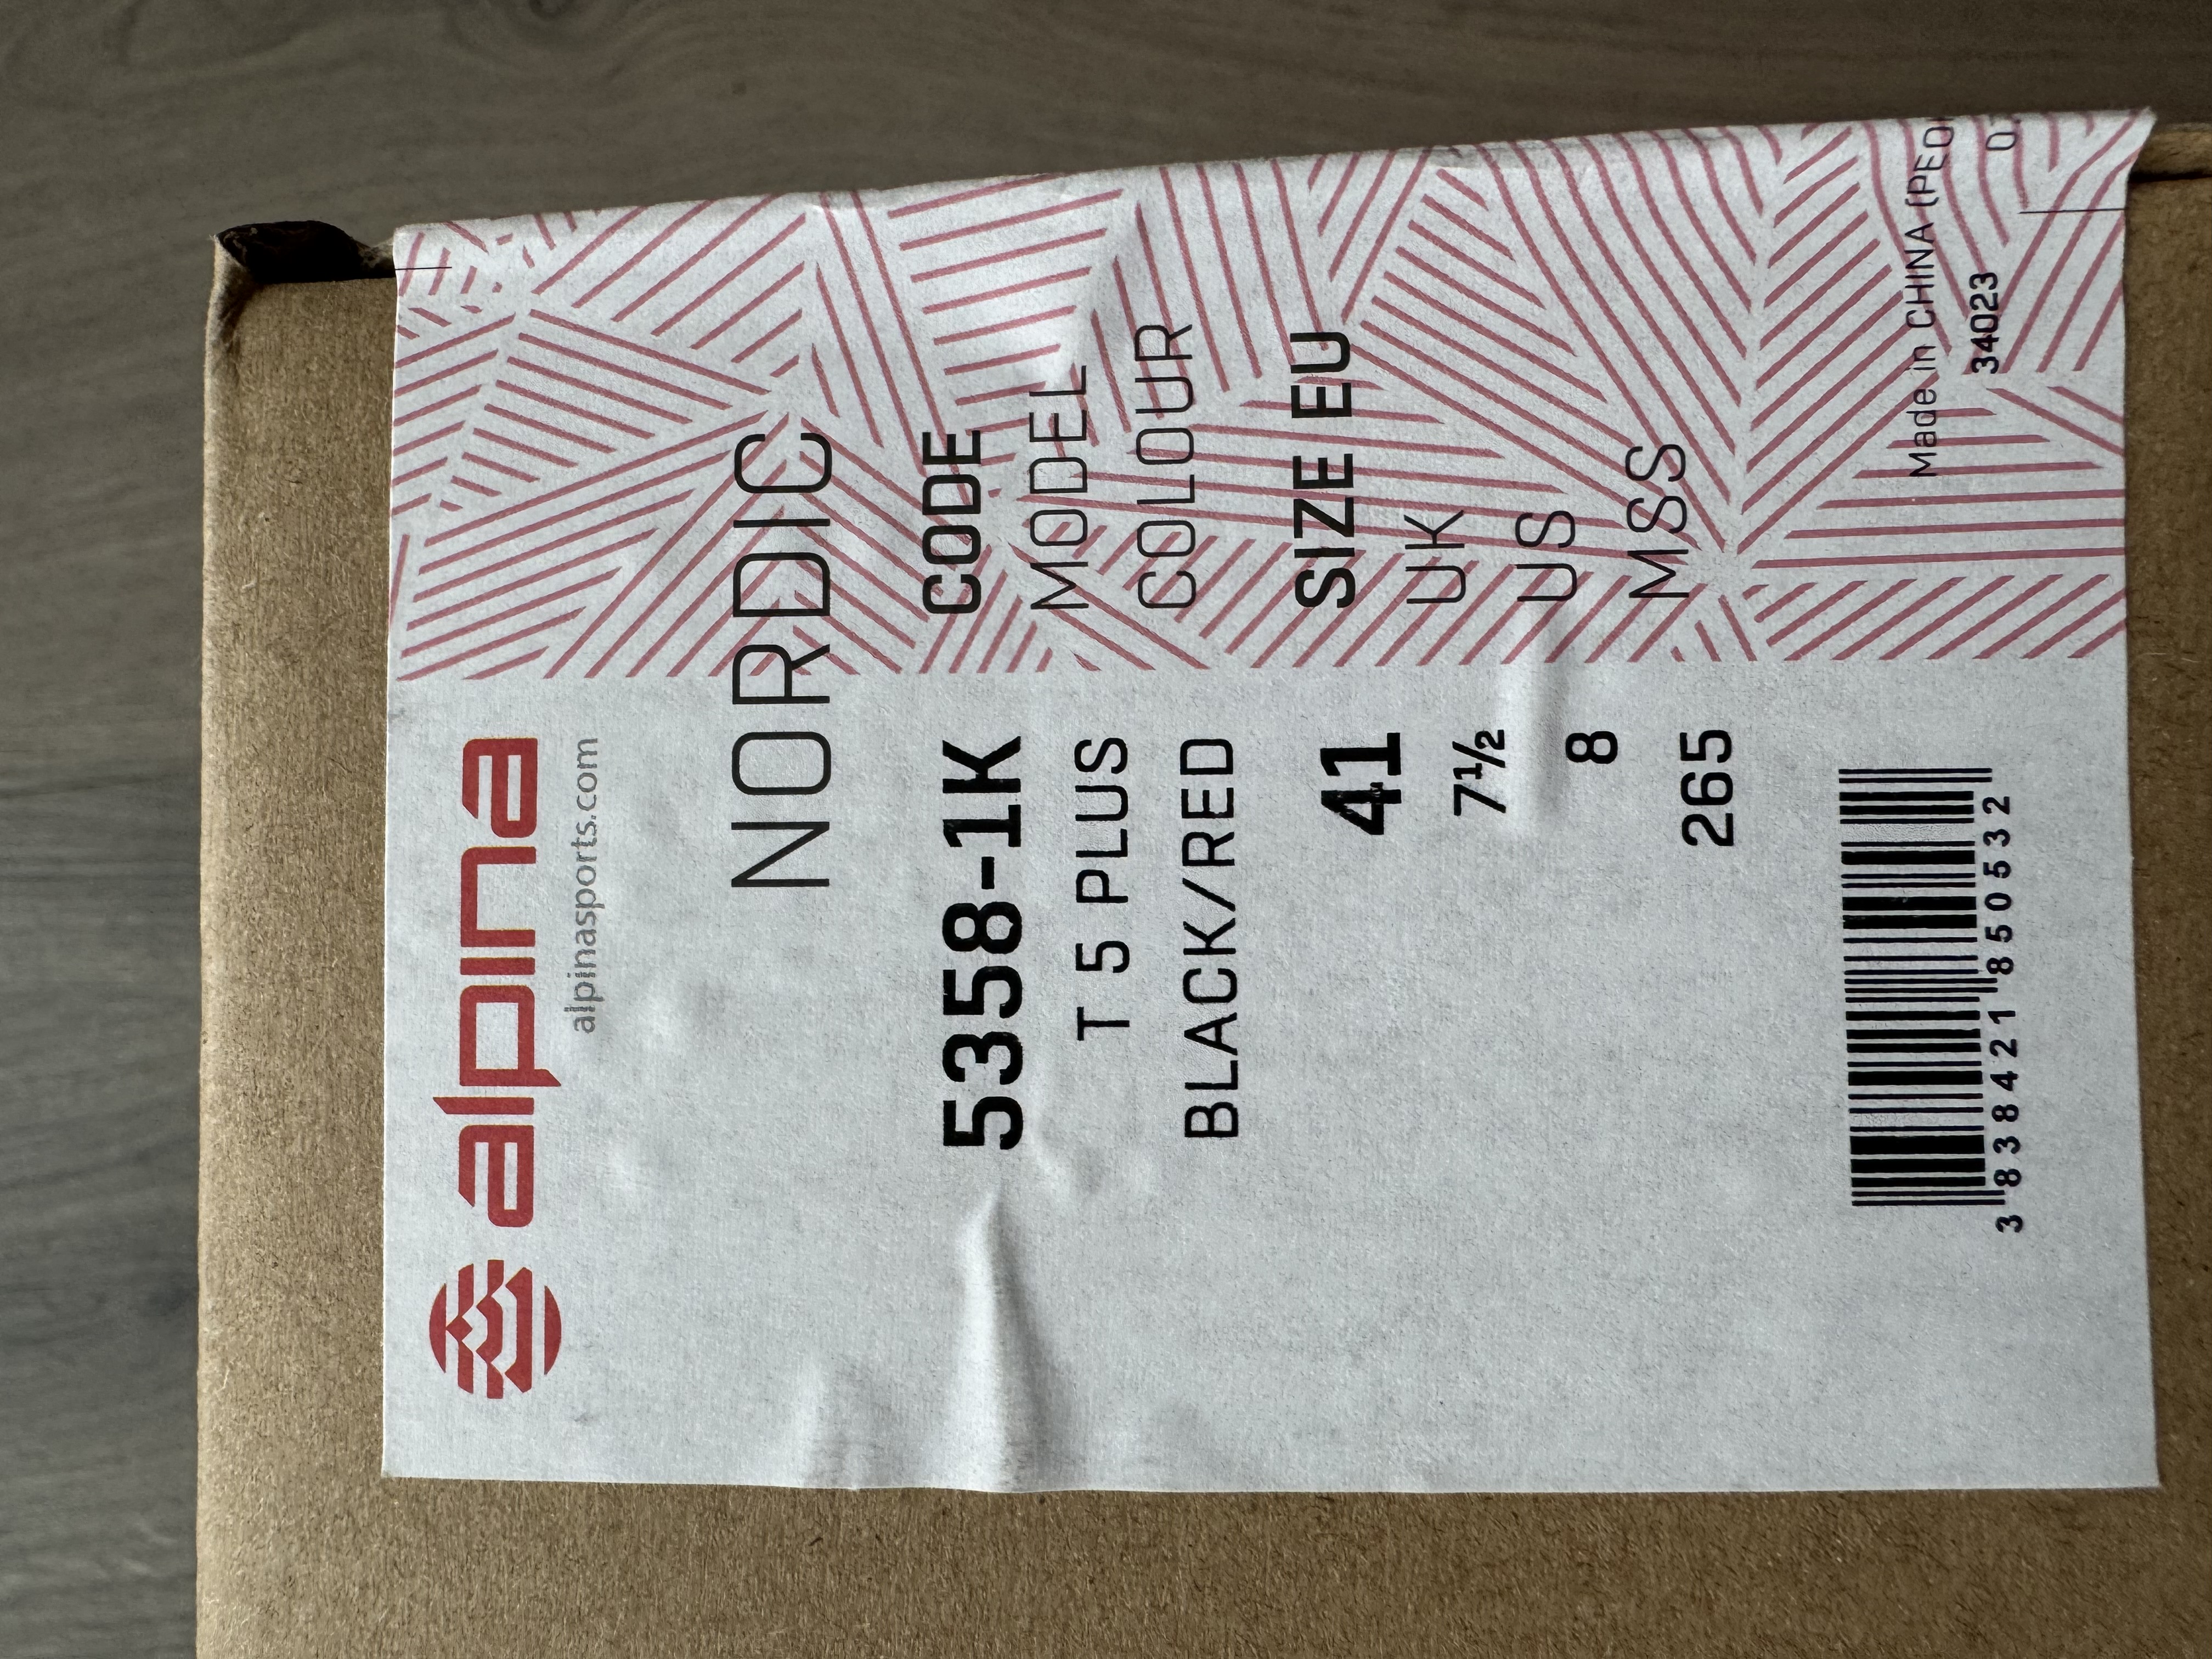 alpina
alpinasports.com
NORDIC
5358-1K CODE
T 5 PLUS MODEL
BLACK/RED COLOUR
41 SIZE EU
7½ UK
8 US
265 MSS
3 838421 850532
Made in CHINA
34023